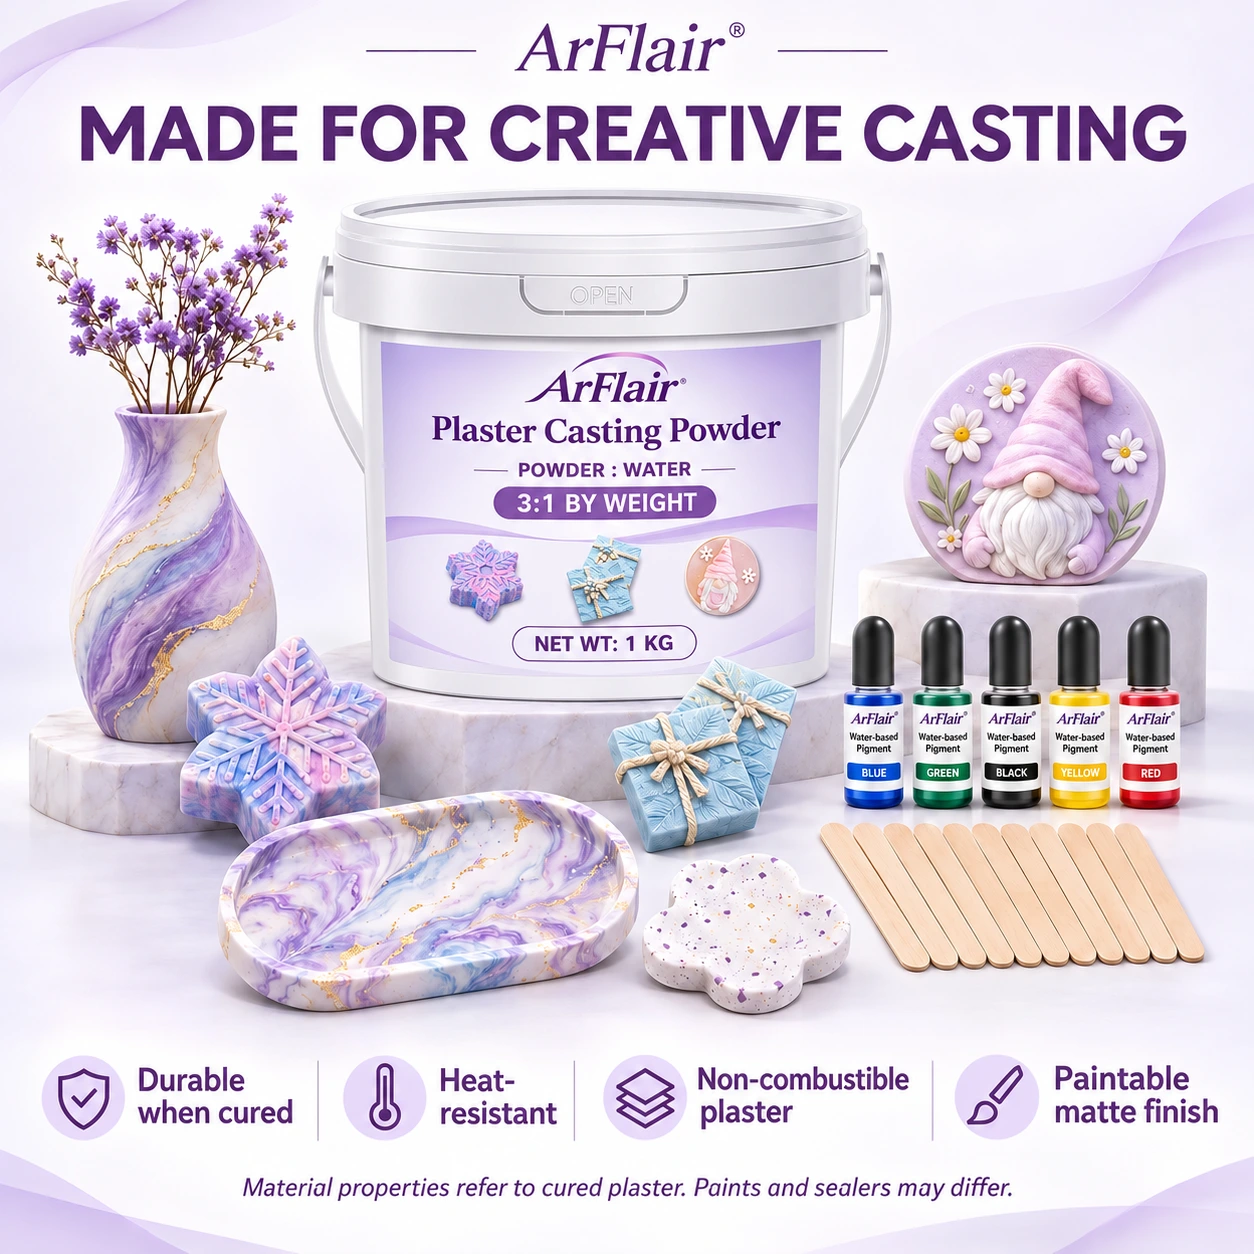 ArFlair®
MADE FOR CREATIVE CASTING
OPEN
ArFlair®
Plaster Casting Powder
POWDER : WATER
3:1 BY WEIGHT
NET WT: 1 KG
ArFlair®
Water-based
Pigment
BLUE
ArFlair®
Water-based
Pigment
GREEN
ArFlair®
Water-based
Pigment
BLACK
ArFlair®
Water-based
Pigment
YELLOW
ArFlair®
Water-based
Pigment
RED
Durable
when cured
Heat-
resistant
Non-combustible
plaster
Paintable
matte finish
Material properties refer to cured plaster. Paints and sealers may differ.